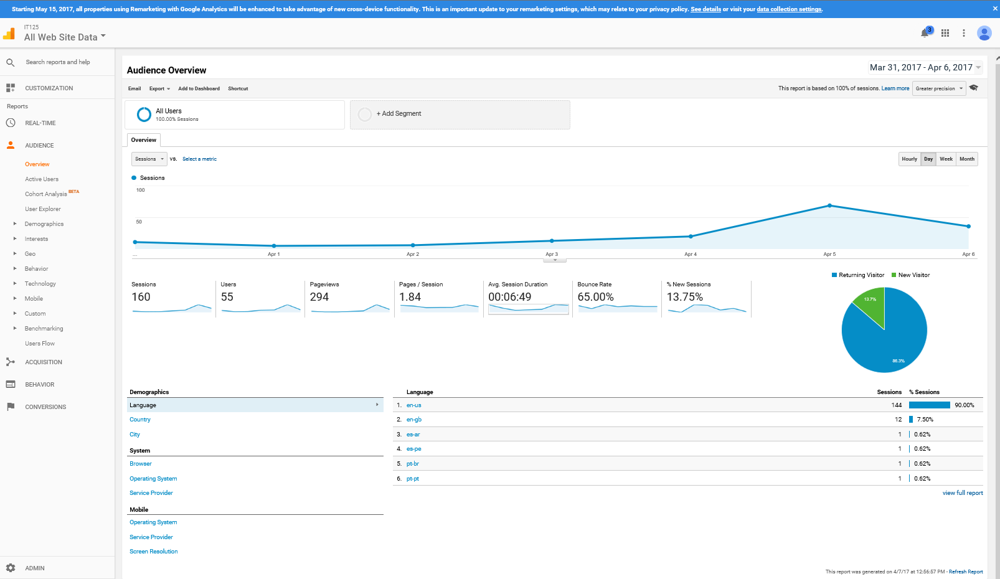 Starting May 15, 2017, all properties using Remarketing with Google Analytics will be enhanced to take advantage of new cross-device functionality. This is an important update to your remarketing settings, which may relate to your privacy policy. See details or visit your data collection settings.
IT125
All Web Site Data
3
Search reports and help
CUSTOMIZATION
Reports
REAL-TIME
AUDIENCE
Overview
Active Users
Cohort Analysis BETA
User Explorer
Demographics
Interests
Geo
Behavior
Technology
Mobile
Custom
Benchmarking
Users Flow
ACQUISITION
BEHAVIOR
CONVERSIONS
ADMIN
Audience Overview
Mar 31, 2017 - Apr 6, 2017
Email Export Add to Dashboard Shortcut
This report is based on 100% of sessions. Learn more Greater precision
All Users
100.00% Sessions
+ Add Segment
Overview
Sessions VS. Select a metric
Hourly Day Week Month
Sessions
100
50
... Apr 1 Apr 2 Apr 3 Apr 4 Apr 5 Apr 6
Sessions
160
Users
55
Pageviews
294
Pages / Session
1.84
Avg. Session Duration
00:06:49
Bounce Rate
65.00%
% New Sessions
13.75%
Returning Visitor New Visitor
13.7%
86.3%
Demographics
Language
Country
City
System
Browser
Operating System
Service Provider
Mobile
Operating System
Service Provider
Screen Resolution
Language Sessions % Sessions
1. en-us 144 90.00%
2. en-gb 12 7.50%
3. es-ar 1 0.62%
4. es-pe 1 0.62%
5. pt-br 1 0.62%
6. pt-pt 1 0.62%
view full report
This report was generated on 4/7/17 at 12:56:57 PM - Refresh Report